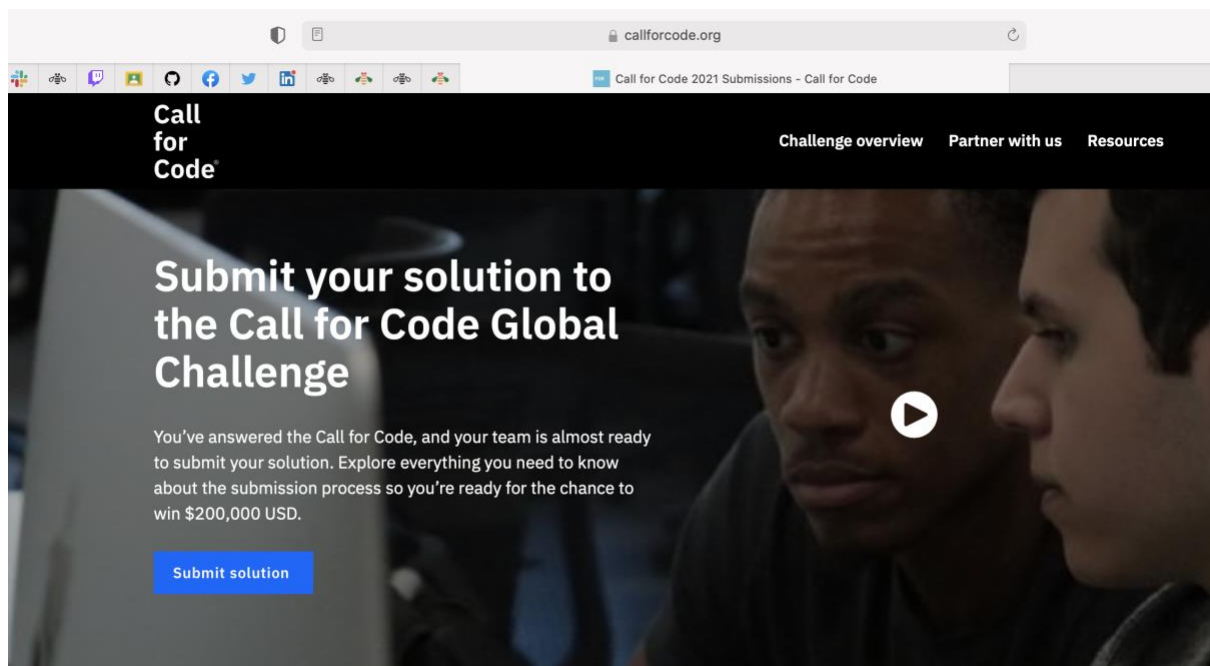 callforcode.org
Call for Code 2021 Submissions - Call for Code
Call
for
Code®
Challenge overview Partner with us Resources
Submit your solution to
the Call for Code Global
Challenge
You’ve answered the Call for Code, and your team is almost ready
to submit your solution. Explore everything you need to know
about the submission process so you’re ready for the chance to
win $200,000 USD.
Submit solution